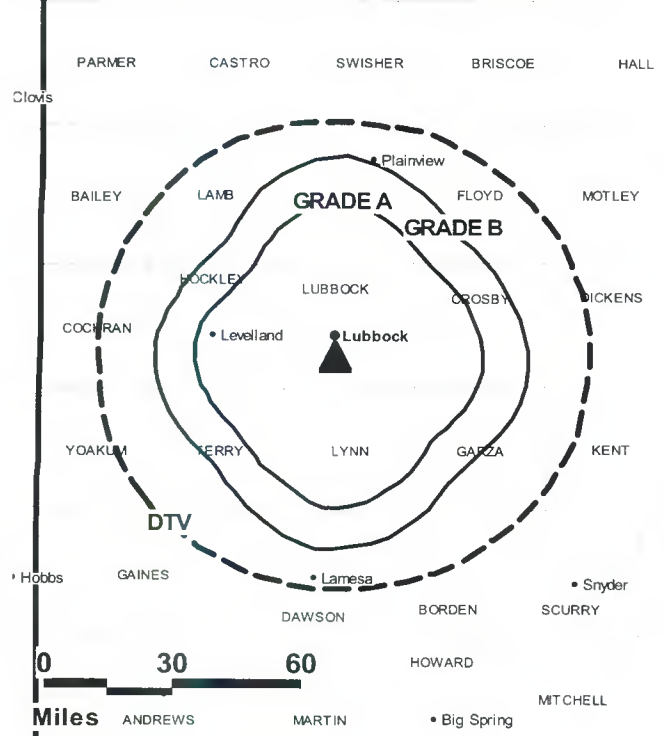 PARMER CASTRO SWISHER BRISCOE HALL
Clovis
Plainview
BAILEY LAMB GRADE A FLOYD MOTLEY
GRADE B
HOCKLEY LUBBOCK CROSBY DICKENS
COCHRAN Levelland Lubbock
YOAKUM TERRY LYNN GARZA KENT
DTV
Hobbs GAINES Lamesa Snyder
DAWSON BORDEN SCURRY
0 30 60 HOWARD
MITCHELL
Miles ANDREWS MARTIN Big Spring